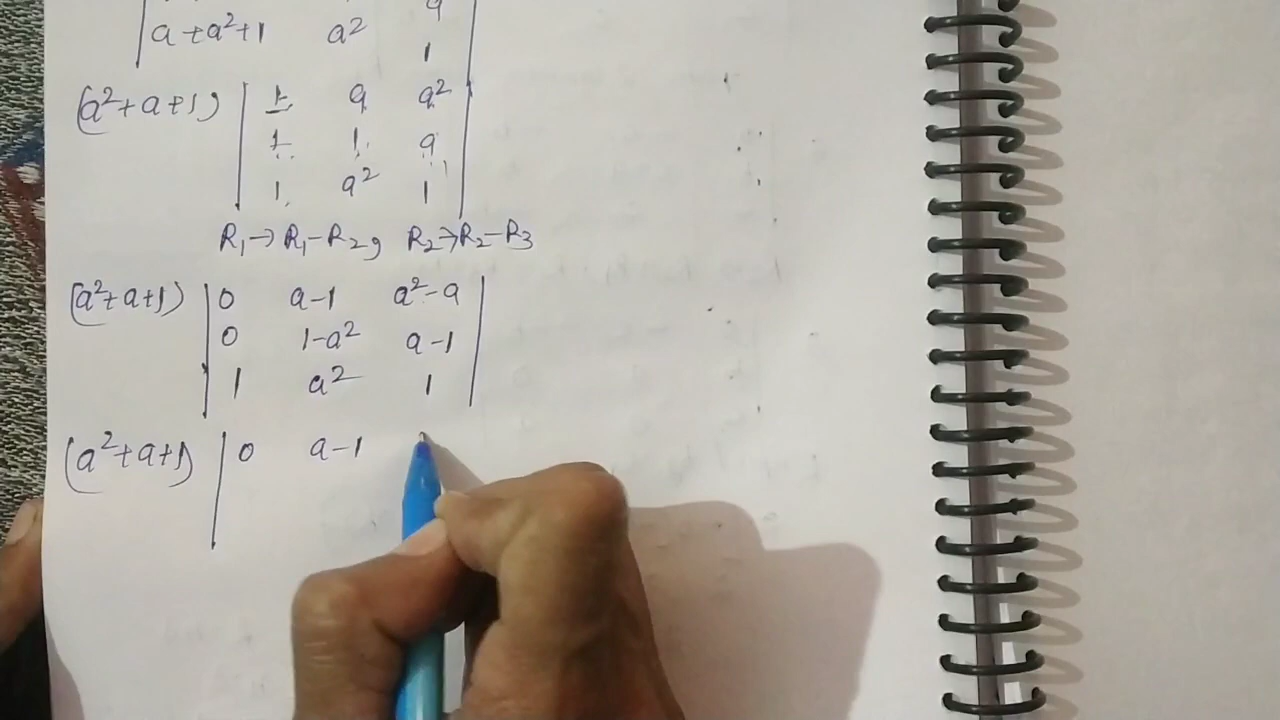 a
a+a²+1 a²
1
(a²+a+1) | 1 a a² |
1 1 a
1 a² 1
R₁→R₁-R₂, R₂→R₂-R₃
(a²+a+1) | 0 a-1 a²-a |
0 1-a² a-1
1 a² 1
(a²+a+1) | 0 a-1